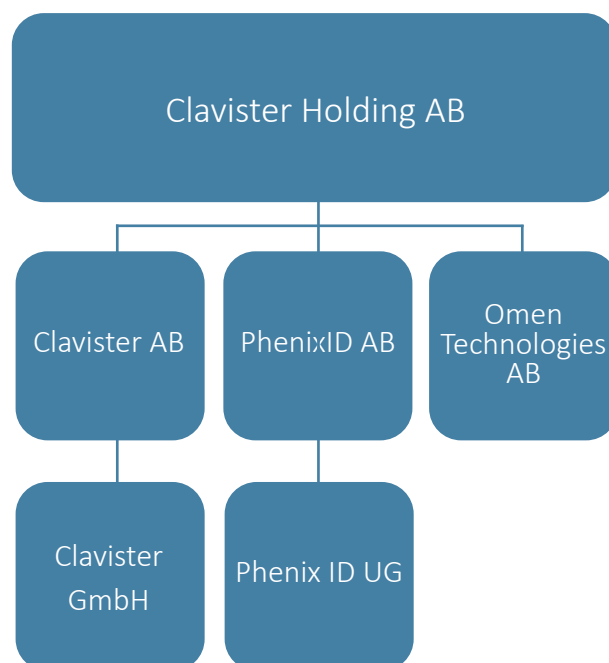 Clavister Holding AB
Clavister AB
PhenixID AB
Omen
Technologies
AB
Clavister
GmbH
Phenix ID UG